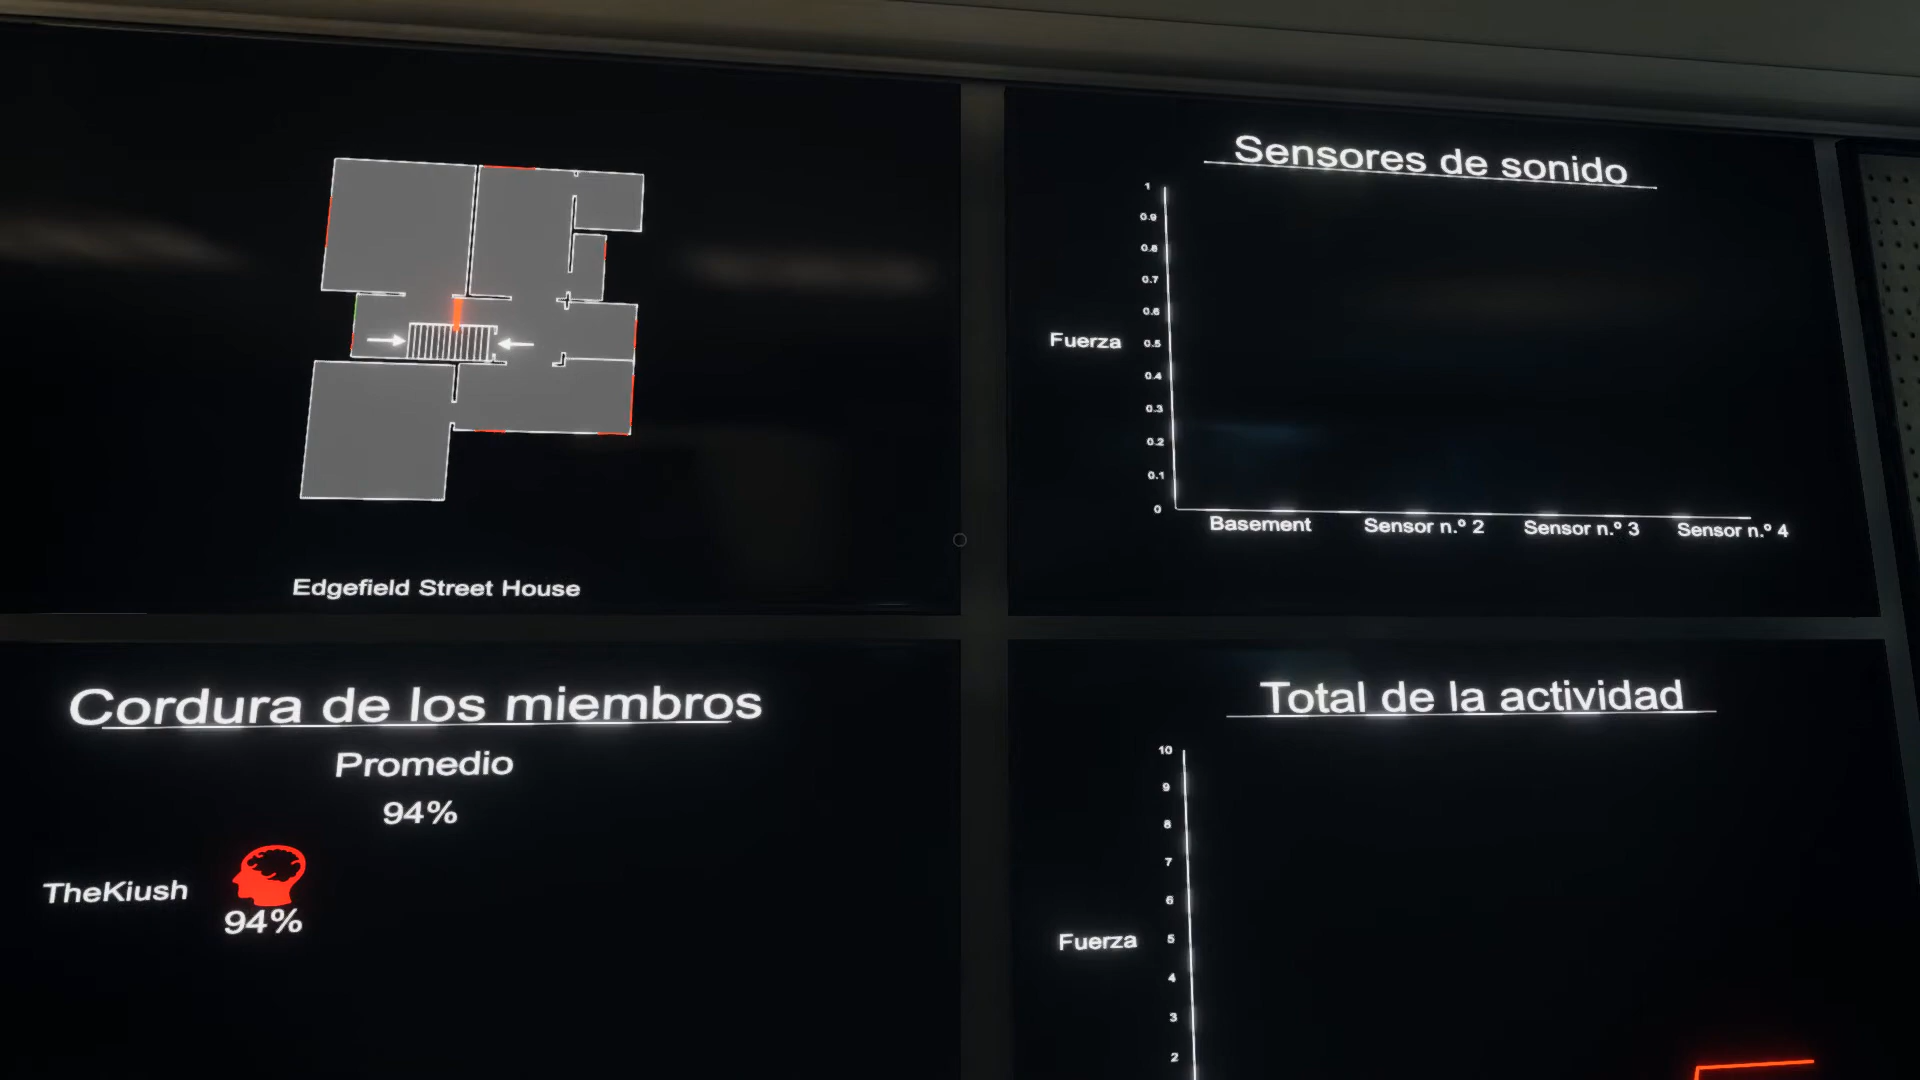 Edgefield Street House
Sensores de sonido
Fuerza
1
0.9
0.8
0.7
0.6
0.5
0.4
0.3
0.2
0.1
0
Basement
Sensor n.º 2
Sensor n.º 3
Sensor n.º 4
Cordura de los miembros
Promedio
94%
TheKiush
94%
Total de la actividad
Fuerza
10
9
8
7
6
5
4
3
2